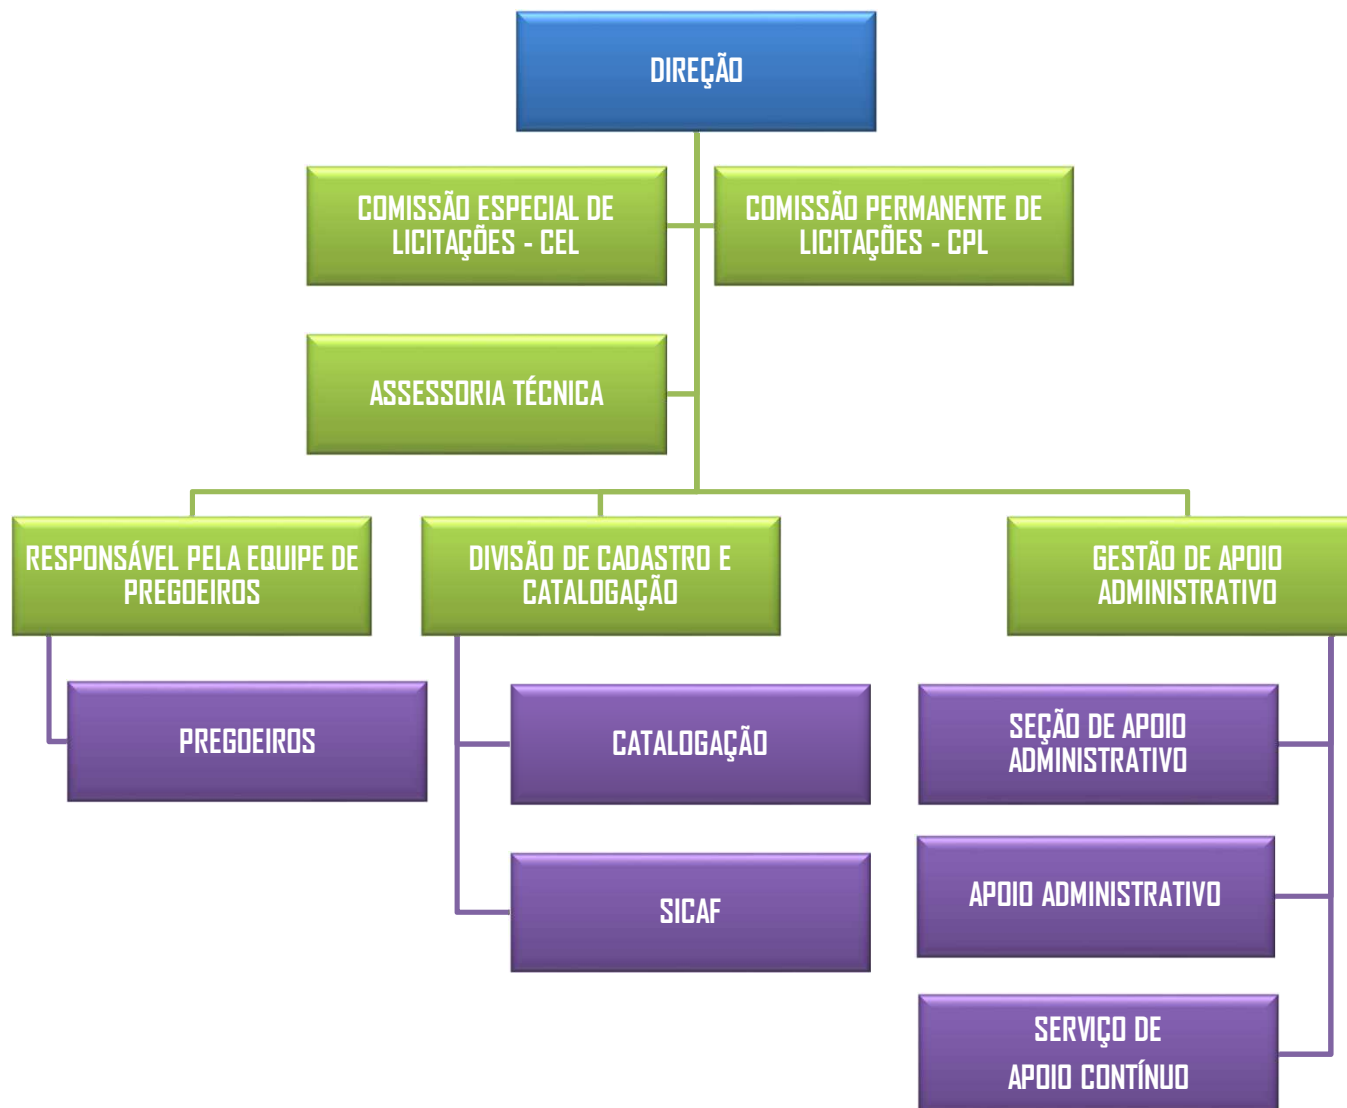 DIREÇÃO
COMISSÃO ESPECIAL DE
LICITAÇÕES - CEL
COMISSÃO PERMANENTE DE
LICITAÇÕES - CPL
ASSESSORIA TÉCNICA
RESPONSÁVEL PELA EQUIPE DE
PREGOEIROS
DIVISÃO DE CADASTRO E
CATALOGAÇÃO
GESTÃO DE APOIO
ADMINISTRATIVO
PREGOEIROS
CATALOGAÇÃO
SEÇÃO DE APOIO
ADMINISTRATIVO
SICAF
APOIO ADMINISTRATIVO
SERVIÇO DE
APOIO CONTÍNUO